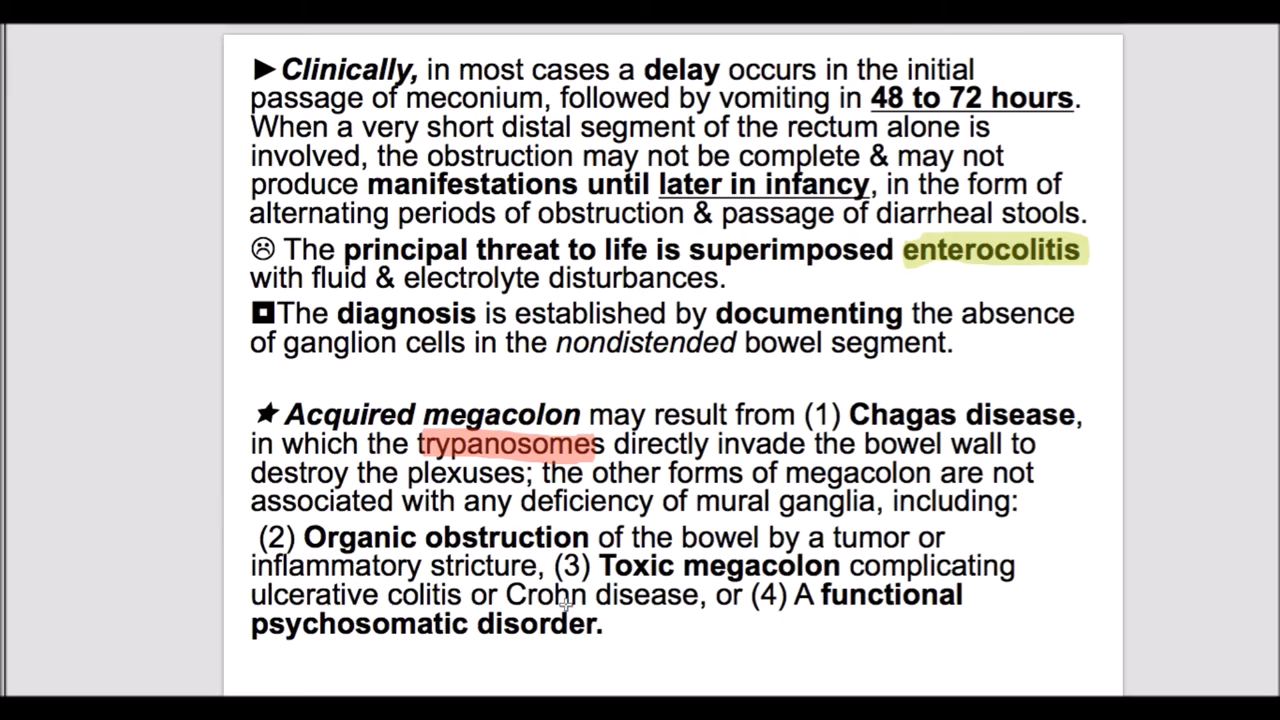 ►Clinically, in most cases a delay occurs in the initial
passage of meconium, followed by vomiting in 48 to 72 hours.
When a very short distal segment of the rectum alone is
involved, the obstruction may not be complete & may not
produce manifestations until later in infancy, in the form of
alternating periods of obstruction & passage of diarrheal stools.
☹ The principal threat to life is superimposed enterocolitis
with fluid & electrolyte disturbances.
◘The diagnosis is established by documenting the absence
of ganglion cells in the nondistended bowel segment.
★ Acquired megacolon may result from (1) Chagas disease,
in which the trypanosomes directly invade the bowel wall to
destroy the plexuses; the other forms of megacolon are not
associated with any deficiency of mural ganglia, including:
(2) Organic obstruction of the bowel by a tumor or
inflammatory stricture, (3) Toxic megacolon complicating
ulcerative colitis or Crohn disease, or (4) A functional
psychosomatic disorder.